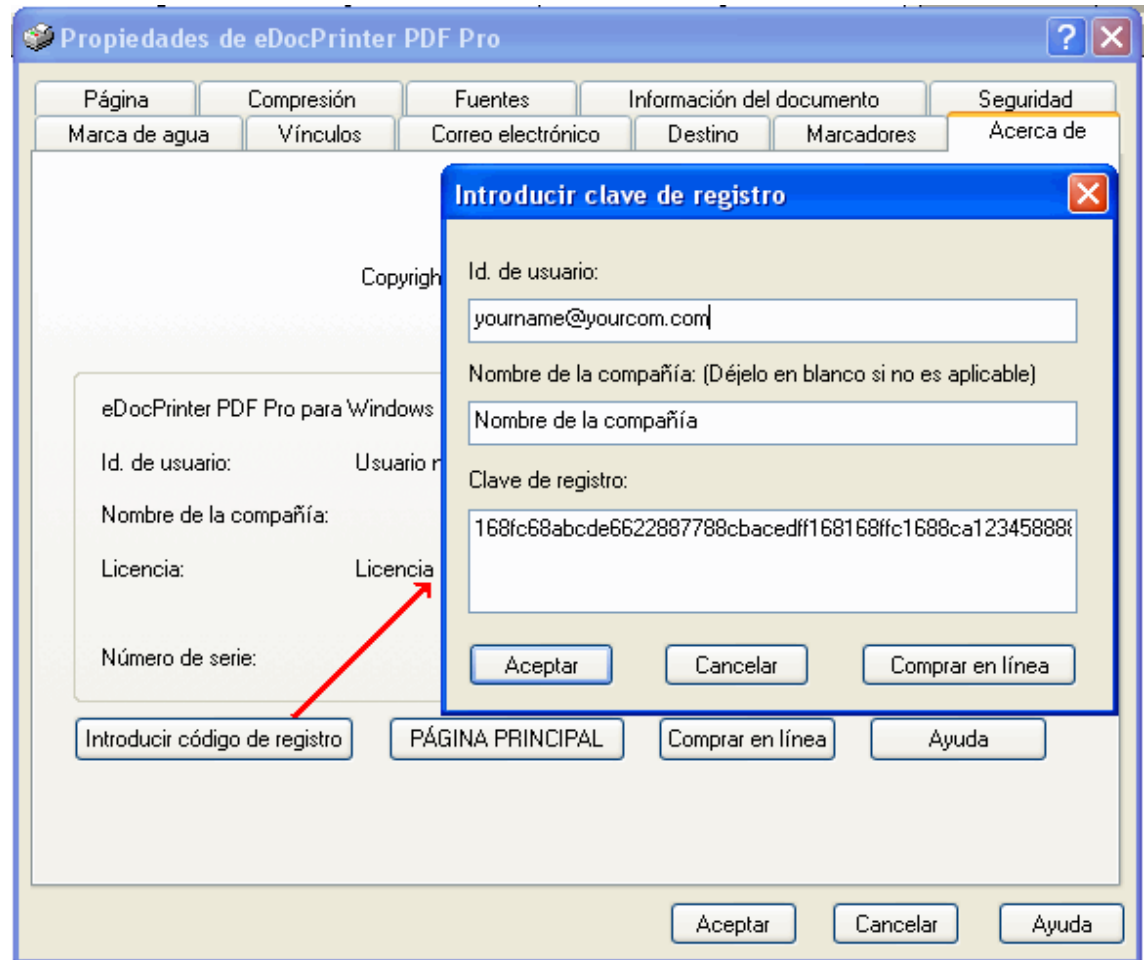 Propiedades de eDocPrinter PDF Pro
Página Compresión Fuentes Información del documento Seguridad
Marca de agua Vínculos Correo electrónico Destino Marcadores Acerca de
Copyrigh
eDocPrinter PDF Pro para Windows
Id. de usuario: Usuario
Nombre de la compañía:
Licencia: Licencia
Número de serie:
Introducir código de registro PÁGINA PRINCIPAL Comprar en línea Ayuda
Introducir clave de registro
Id. de usuario:
yourname@yourcom.com
Nombre de la compañía: (Déjelo en blanco si no es aplicable)
Nombre de la compañía
Clave de registro:
168fc68abcde6622887788cbacedff168168ffc1688ca123458888
Aceptar Cancelar Comprar en línea
Aceptar Cancelar Ayuda